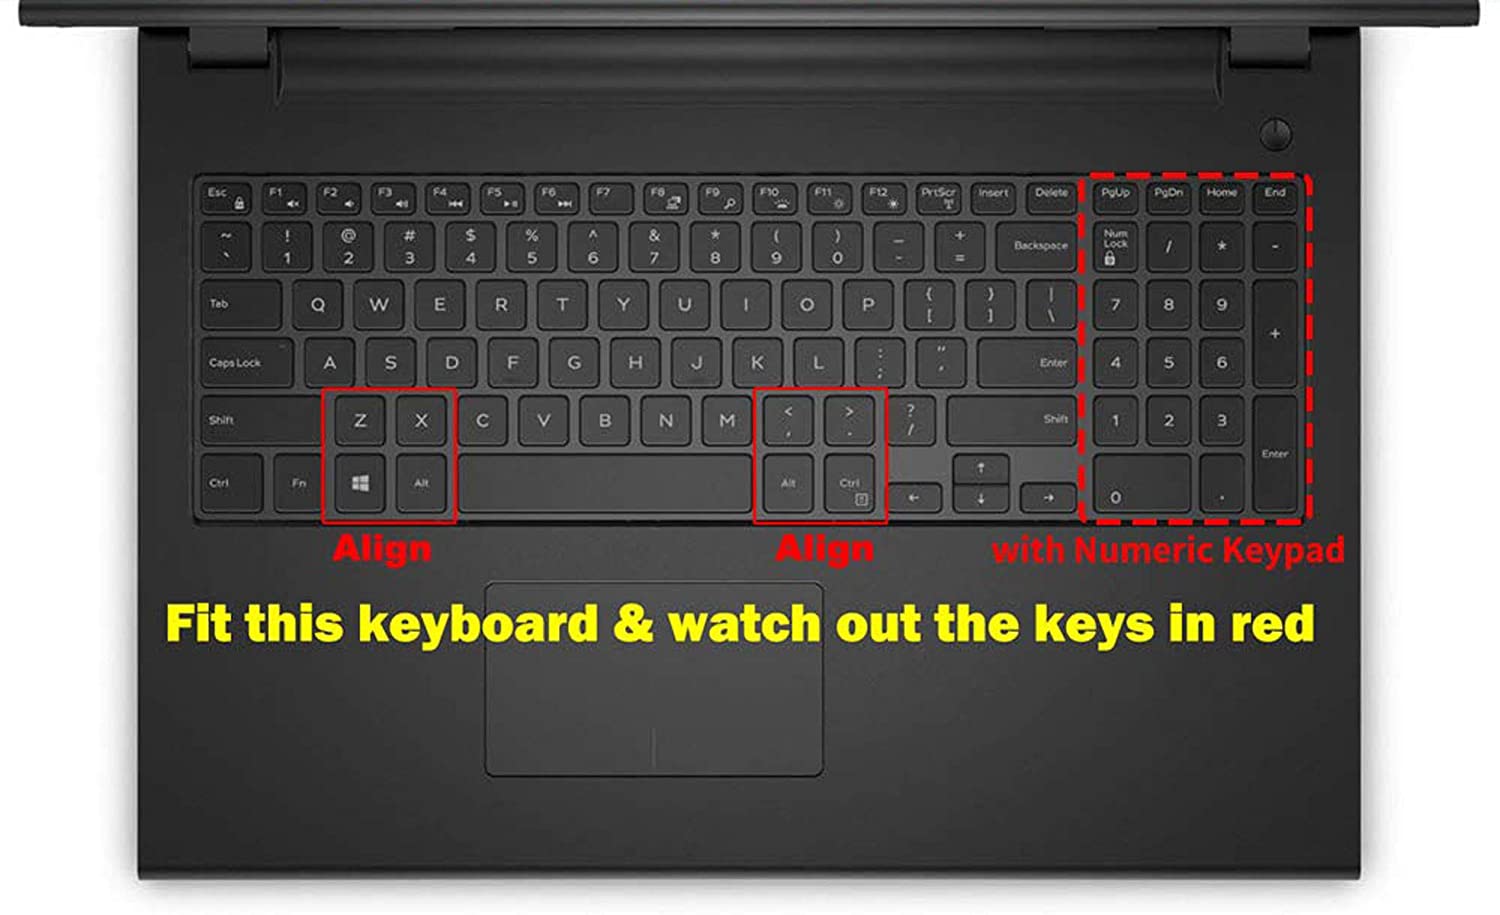 Esc F1 F2 F3 F4 F5 F6 F7 F8 F9 F10 F11 F12 PrtScr Insert Delete PgUp PgDn Home End
~ ! @ # $ % ^ & * ( ) _ + Backspace Num Lock / * -
` 1 2 3 4 5 6 7 8 9 0 - =
Tab Q W E R T Y U I O P { [ } ] | \ 7 8 9 +
Caps Lock A S D F G H J K L : ; " ' Enter 4 5 6
Shift Z X C V B N M < , > . ? / Shift 1 2 3 Enter
Ctrl Fn Alt Alt Ctrl ← ↑ ↓ → 0 .
Align Align with Numeric Keypad
Fit this keyboard & watch out the keys in red